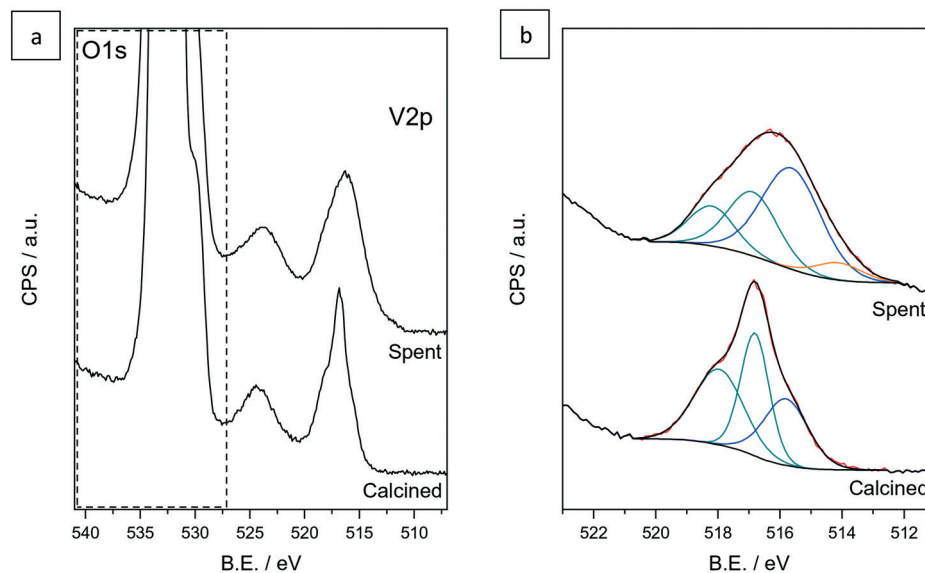 a
O1s
V2p
CPS / a.u.
Spent
Calcined
540 535 530 525 520 515 510
B.E. / eV
b
CPS / a.u.
Spent
Calcined
522 520 518 516 514 512
B.E. / eV